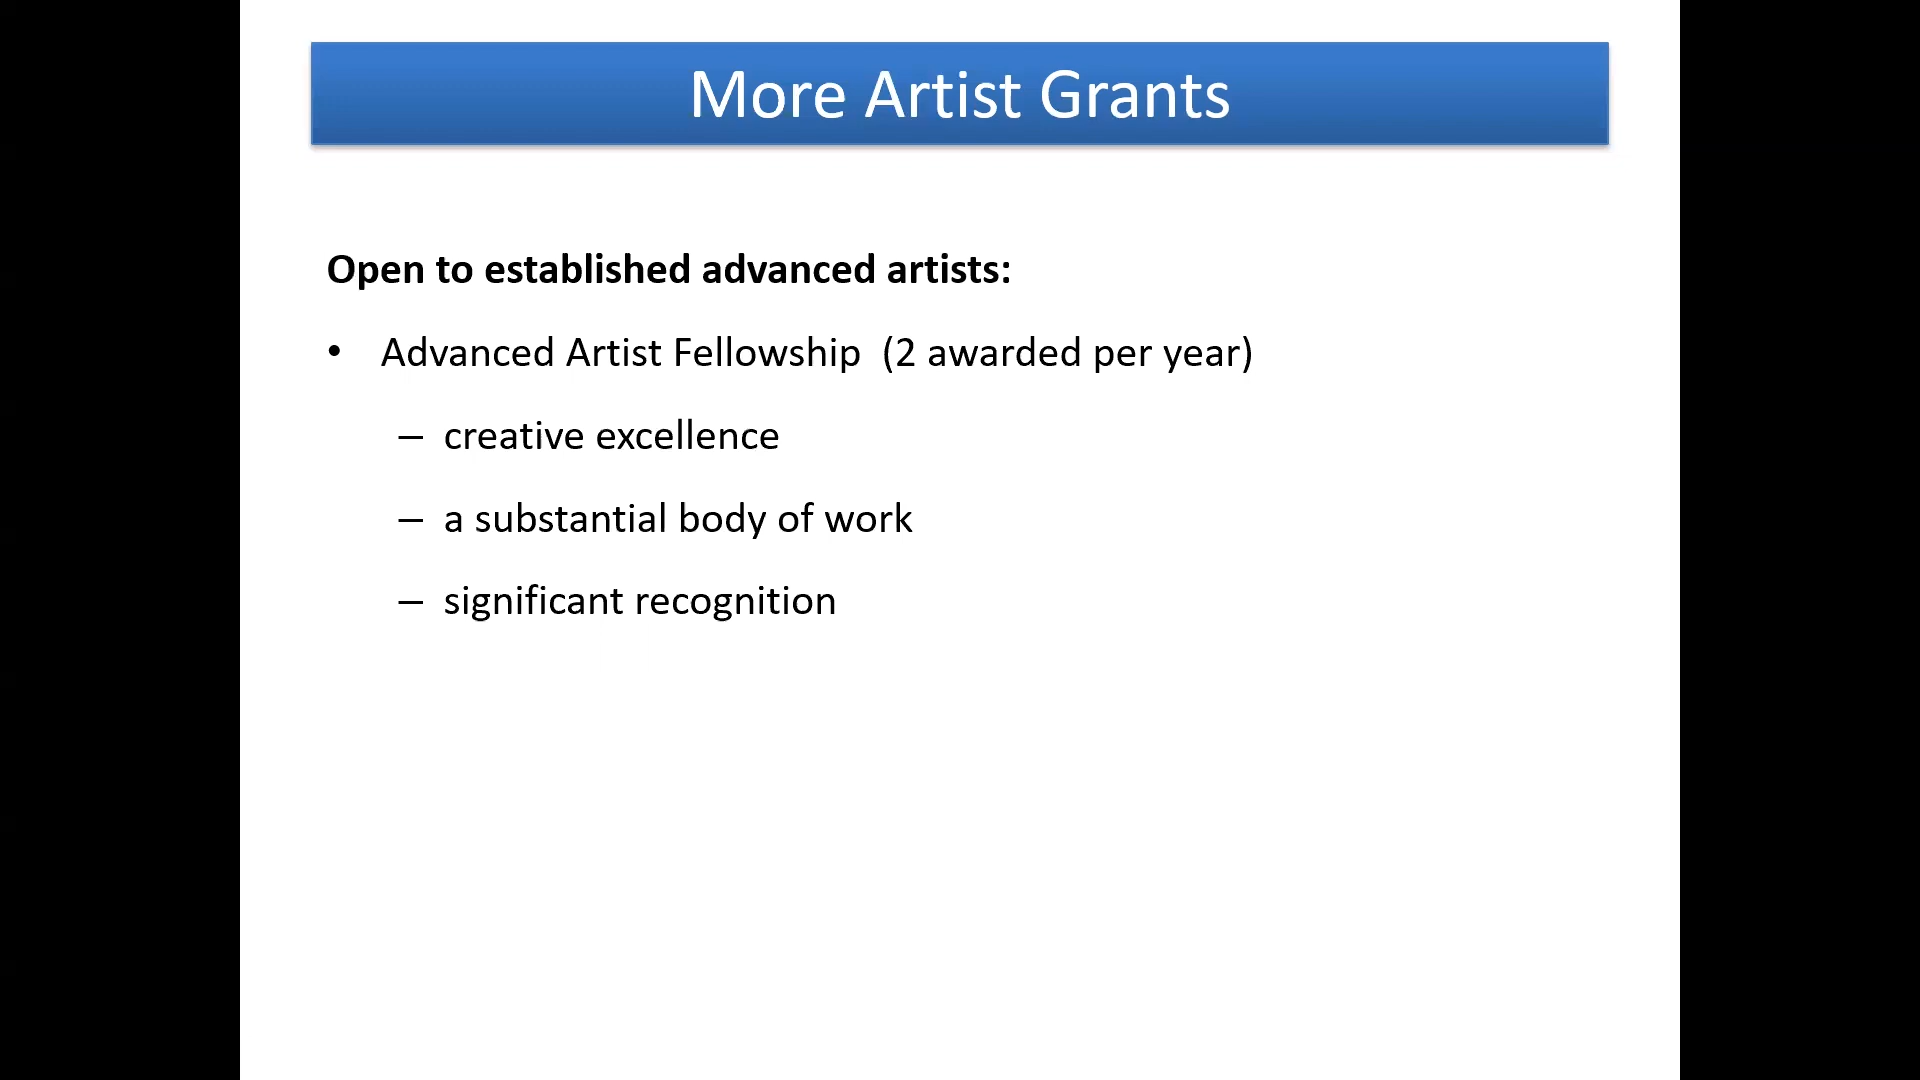 More Artist Grants
Open to established advanced artists:
• Advanced Artist Fellowship (2 awarded per year)
– creative excellence
– a substantial body of work
– significant recognition